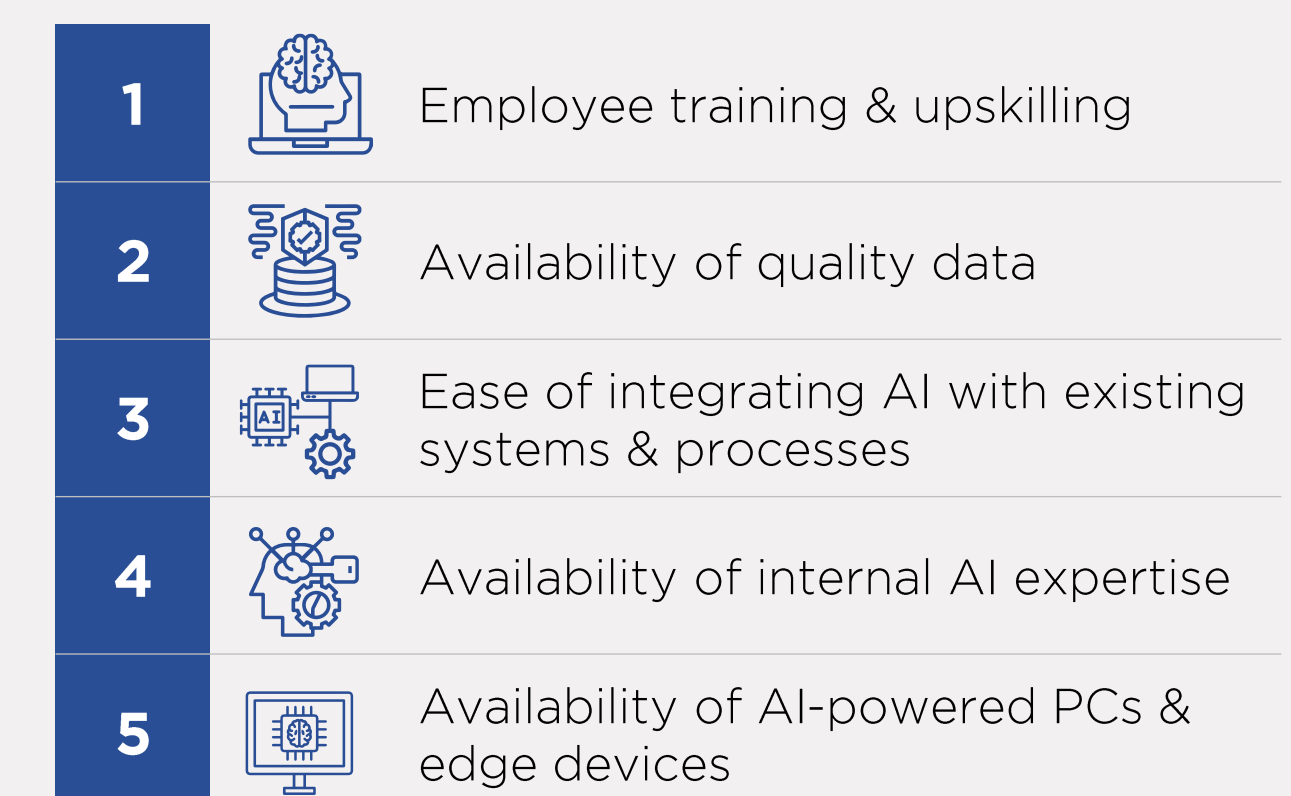 1
Employee training & upskilling
2
Availability of quality data
3
Ease of integrating AI with existing
systems & processes
AI
4
Availability of internal AI expertise
5
Availability of AI-powered PCs &
edge devices